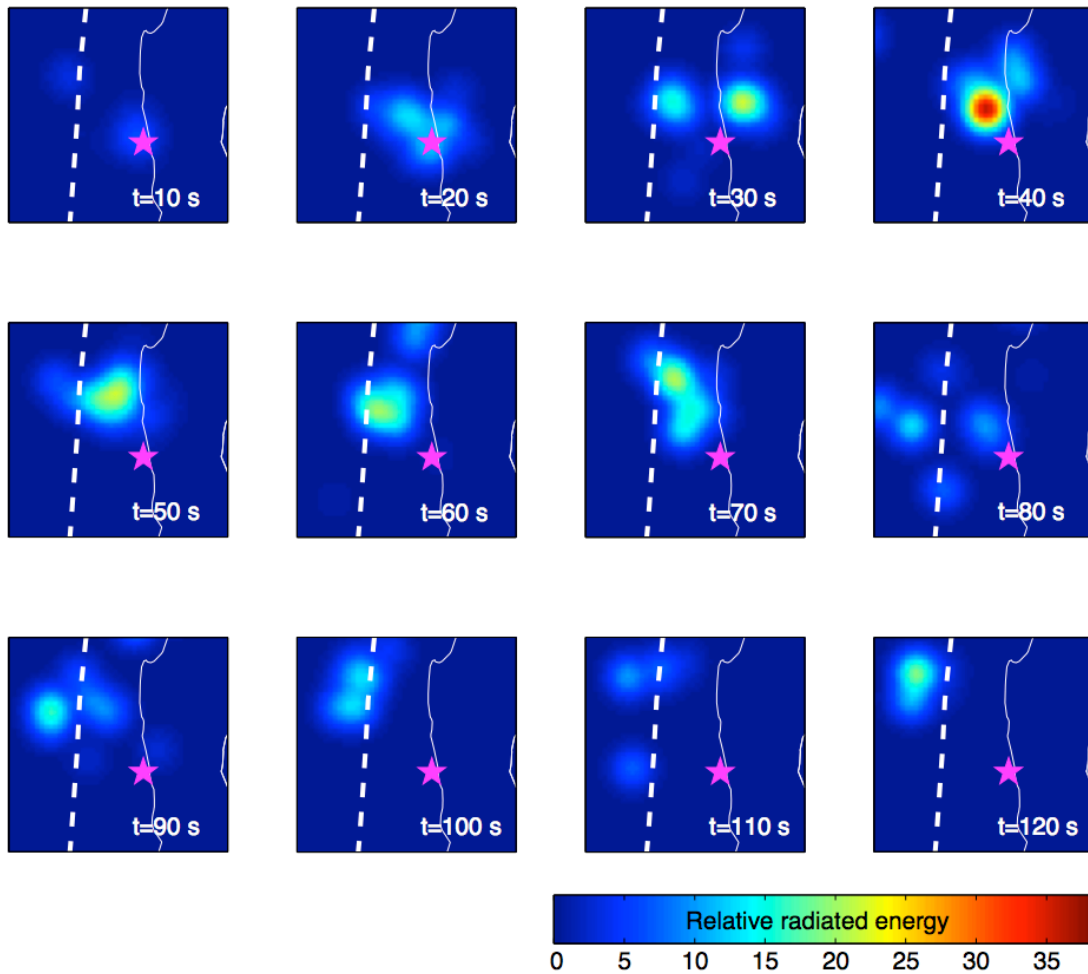 t=10 s
t=20 s
t=30 s
t=40 s
t=50 s
t=60 s
t=70 s
t=80 s
t=90 s
t=100 s
t=110 s
t=120 s
Relative radiated energy
0 5 10 15 20 25 30 35